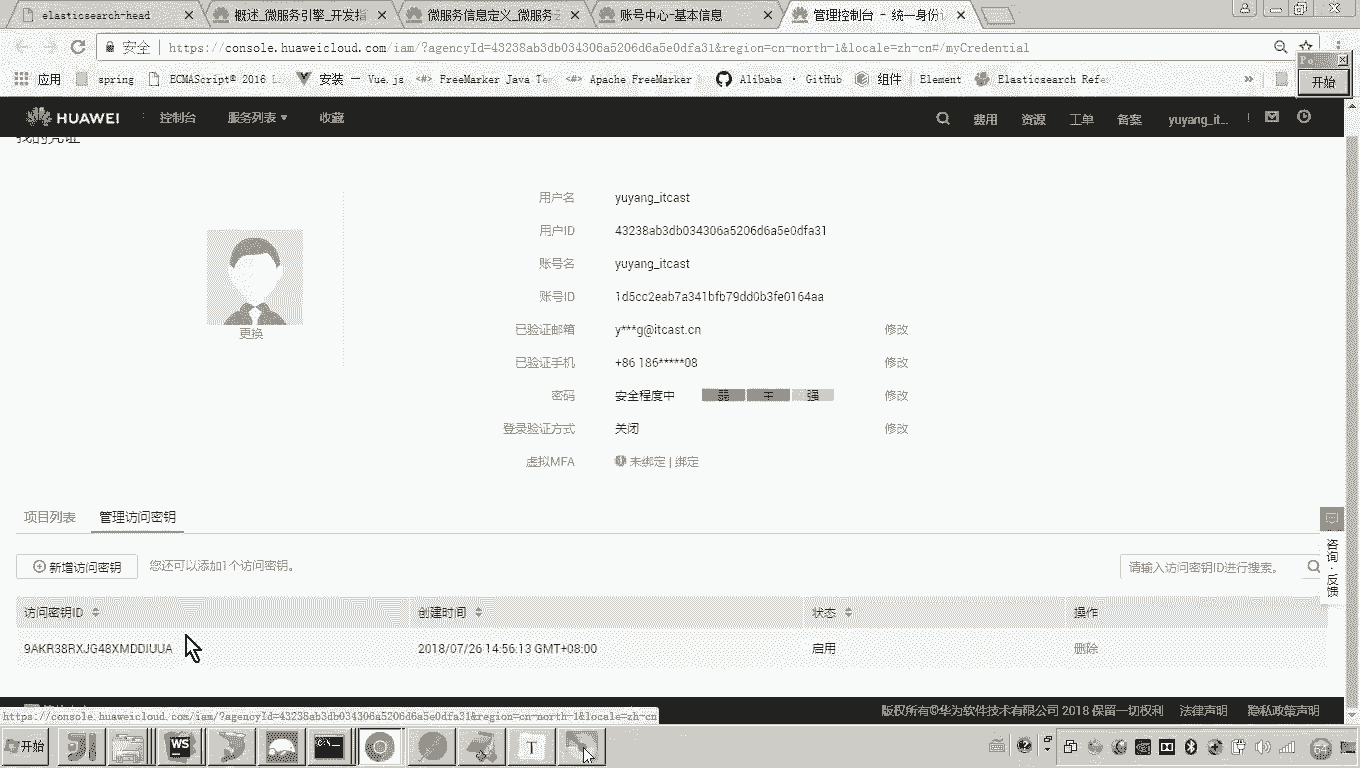 elasticsearch-head
概述_微服务引擎_开发指
微服务信息定义_微服务
账号中心-基本信息
管理控制台 - 统一身份
安全 https://console.huaweicloud.com/iam/?agencyId=43238ab3db034306a5206d6a5e0dfa31&region=cn-north-1&locale=zh-cn#/myCredential
应用 spring ECMAScript® 2016 L 安装 — Vue.js FreeMarker Java Te Apache FreeMarker Alibaba · GitHub 组件 Element Elasticsearch Refe »
开始
HUAWEI 控制台 服务列表 收藏 费用 资源 工单 备案 yuyang_it...
我的凭证
更换
用户名 yuyang_itcast
用户ID 43238ab3db034306a5206d6a5e0dfa31
账号名 yuyang_itcast
账号ID 1d5cc2eab7a341bfb79dd0b3fe0164aa
已验证邮箱 y***g@itcast.cn 修改
已验证手机 +86 186*****08 修改
密码 安全程度中 弱 中 强 修改
登录验证方式 关闭 修改
虚拟MFA 未绑定 | 绑定
项目列表 管理访问密钥
新增访问密钥 您还可以添加1个访问密钥。 请输入访问密钥ID进行搜索。
咨询·反馈
访问密钥ID 创建时间 状态 操作
9AKR38RXJG48XMDDIUUA 2018/07/26 14:56:13 GMT+08:00 启用 删除
https://console.huaweicloud.com/iam/?agencyId=43238ab3db034306a5206d6a5e0dfa31&region=cn-north-1&locale=zh-cn
版权所有©华为软件技术有限公司 2018 保留一切权利 法律声明 隐私政策声明
开始 WS T 64